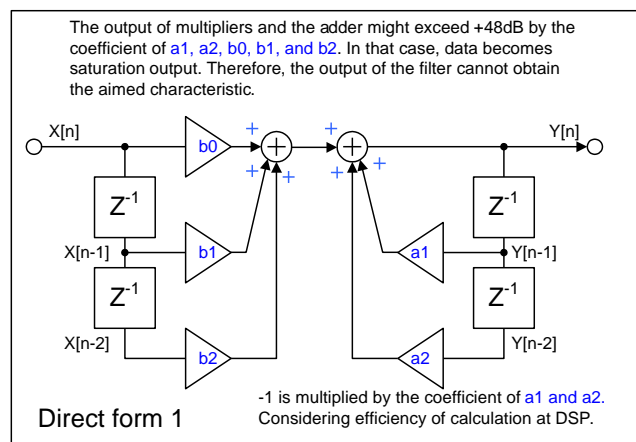 The output of multipliers and the adder might exceed +48dB by the
coefficient of a1, a2, b0, b1, and b2. In that case, data becomes
saturation output. Therefore, the output of the filter cannot obtain
the aimed characteristic.
X[n]
b0
+
+
+
+
+
+
+
+
Y[n]
Z-1
Z-1
X[n-1]
b1
a1
Y[n-1]
Z-1
Z-1
X[n-2]
b2
a2
Y[n-2]
-1 is multiplied by the coefficient of a1 and a2.
Direct form 1
Considering efficiency of calculation at DSP.